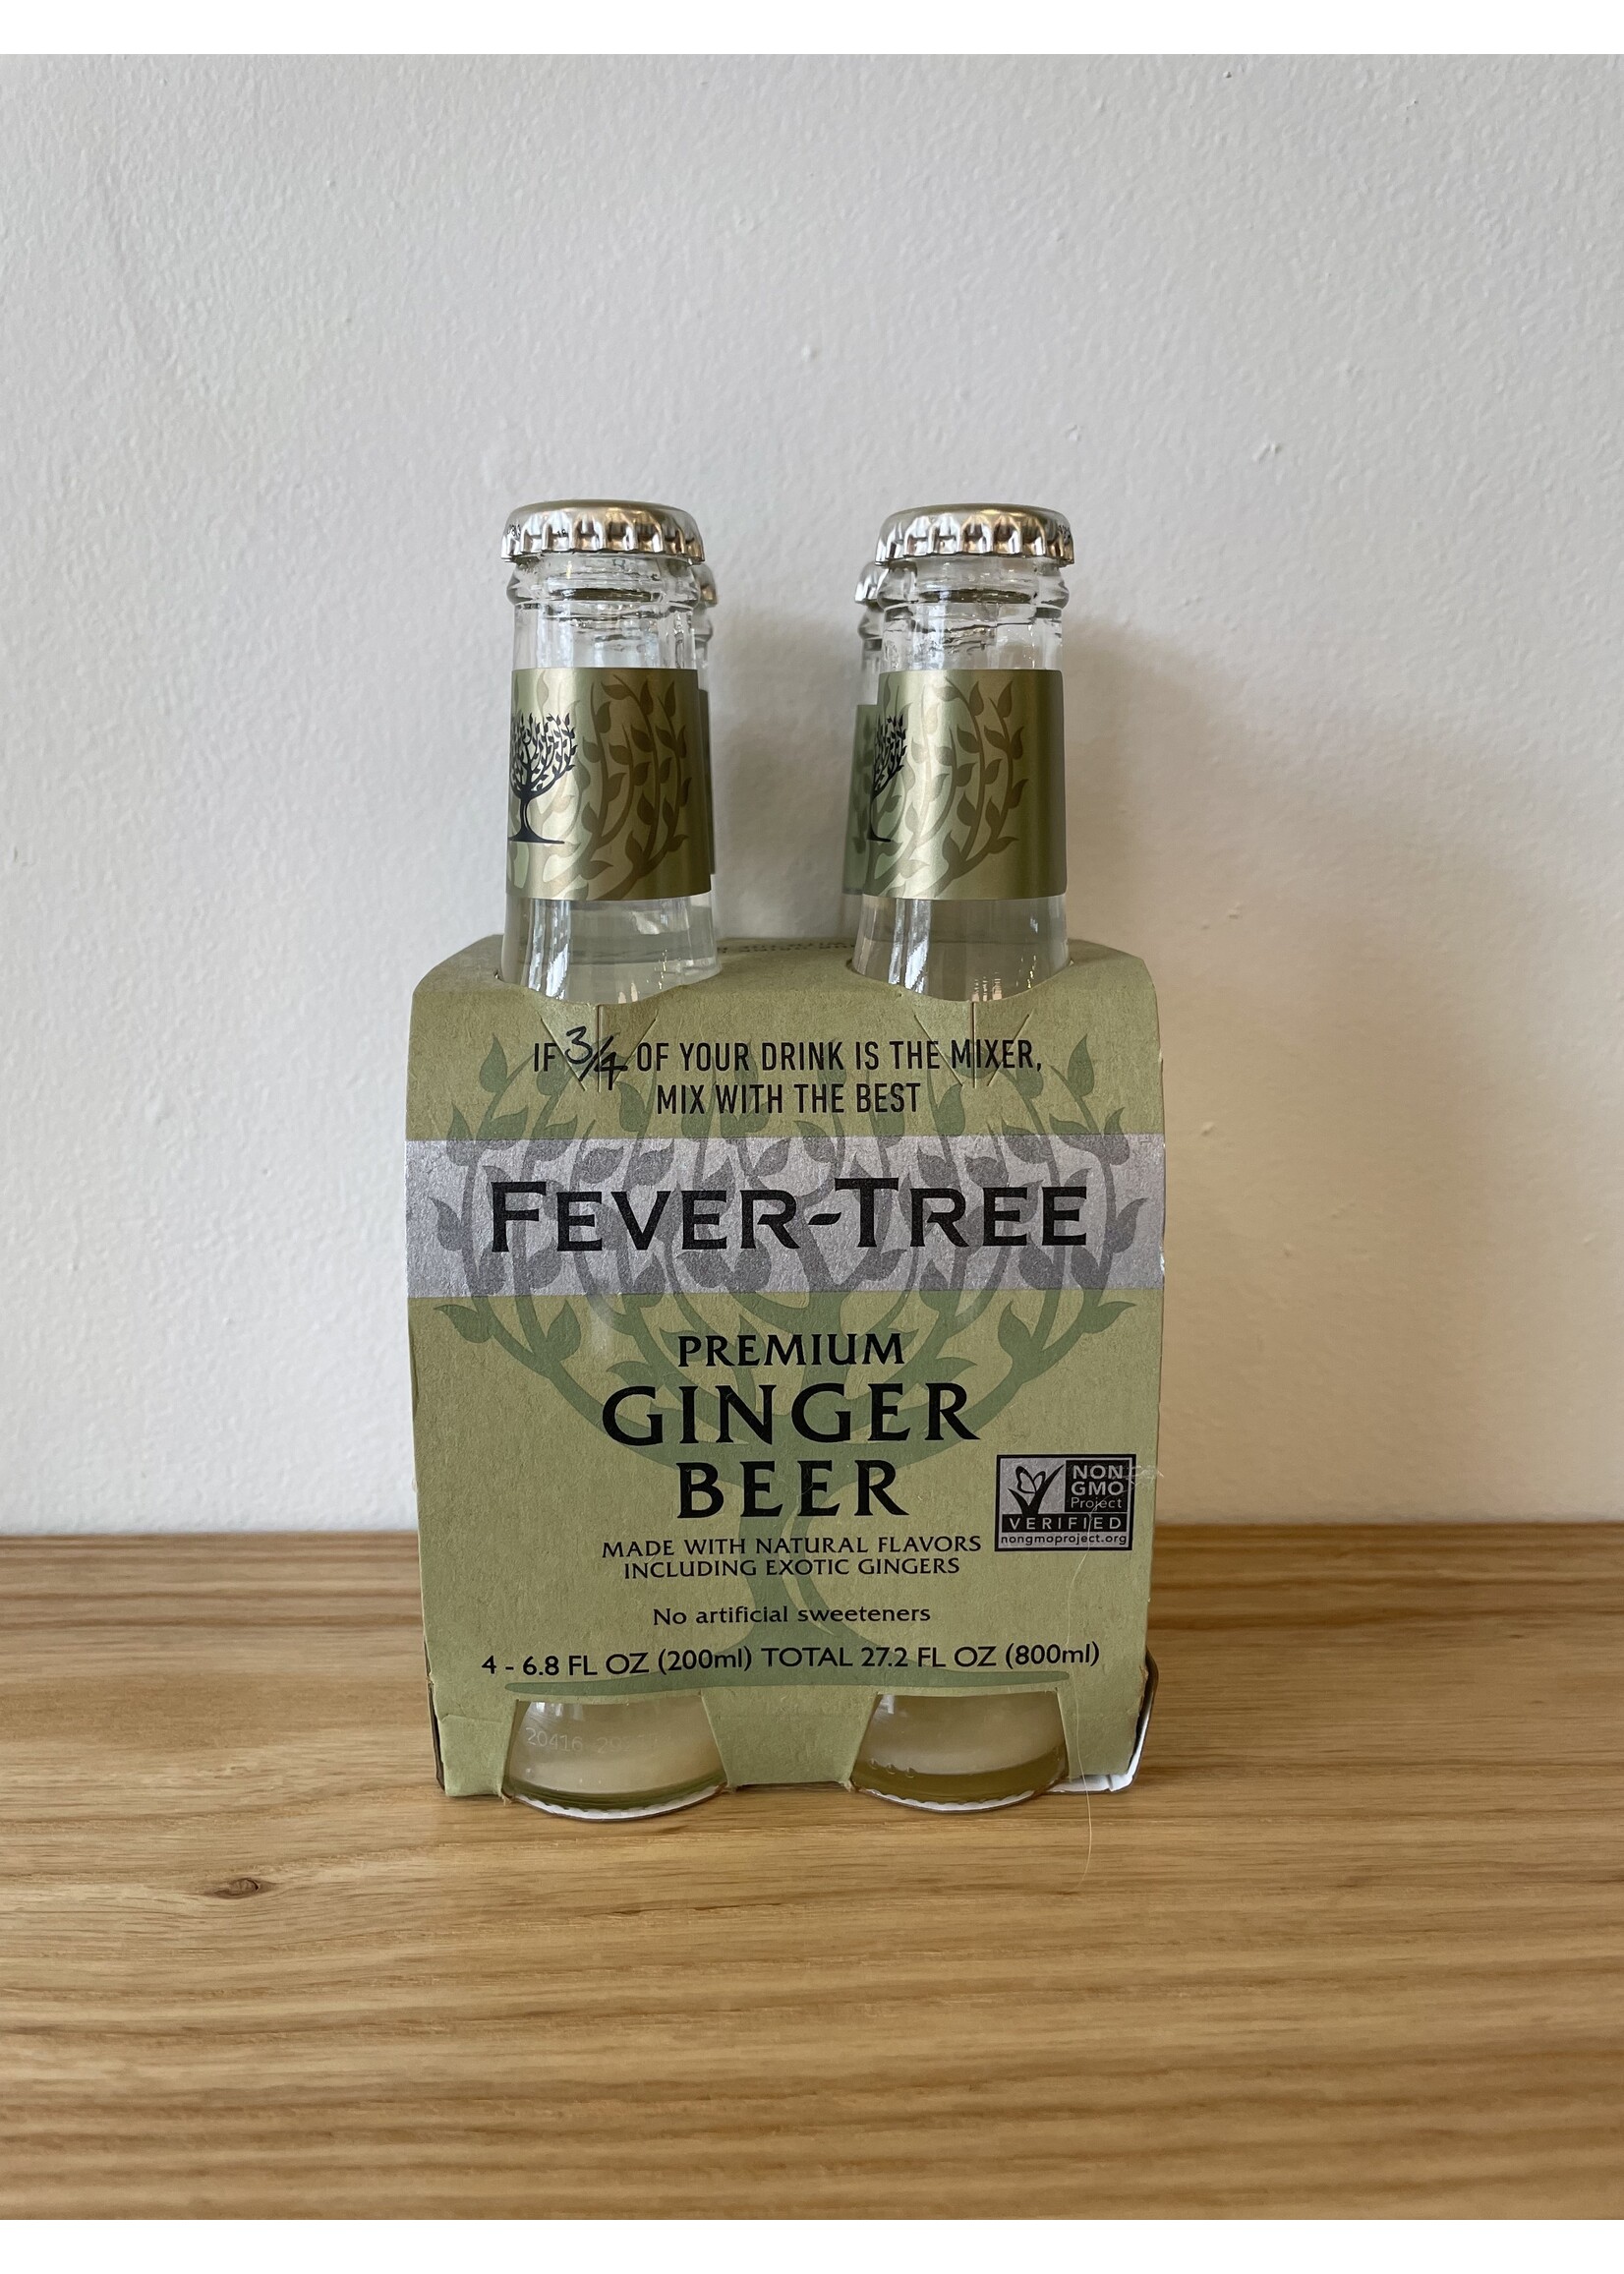 IF 3/4 OF YOUR DRINK IS THE MIXER,
MIX WITH THE BEST
FEVER-TREE
PREMIUM
GINGER
BEER
NON
GMO
Project
VERIFIED
nongmoproject.org
MADE WITH NATURAL FLAVORS
INCLUDING EXOTIC GINGERS
No artificial sweeteners
4 - 6.8 FL OZ (200ml) TOTAL 27.2 FL OZ (800ml)
20416